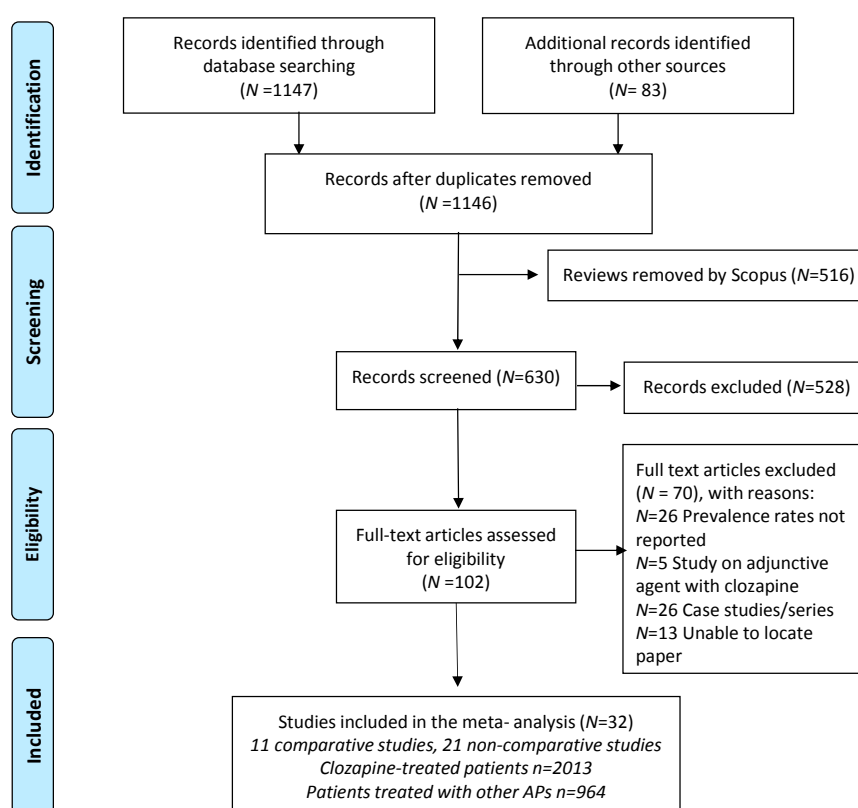 Identification
Records identified through
database searching
(N =1147)
Additional records identified
through other sources
(N= 83)
Records after duplicates removed
(N =1146)
Screening
Reviews removed by Scopus (N=516)
Records screened (N=630)
Records excluded (N=528)
Eligibility
Full-text articles assessed
for eligibility
(N =102)
Full text articles excluded
(N = 70), with reasons:
N=26 Prevalence rates not
reported
N=5 Study on adjunctive
agent with clozapine
N=26 Case studies/series
N=13 Unable to locate
paper
Included
Studies included in the meta- analysis (N=32)
11 comparative studies, 21 non-comparative studies
Clozapine-treated patients n=2013
Patients treated with other APs n=964